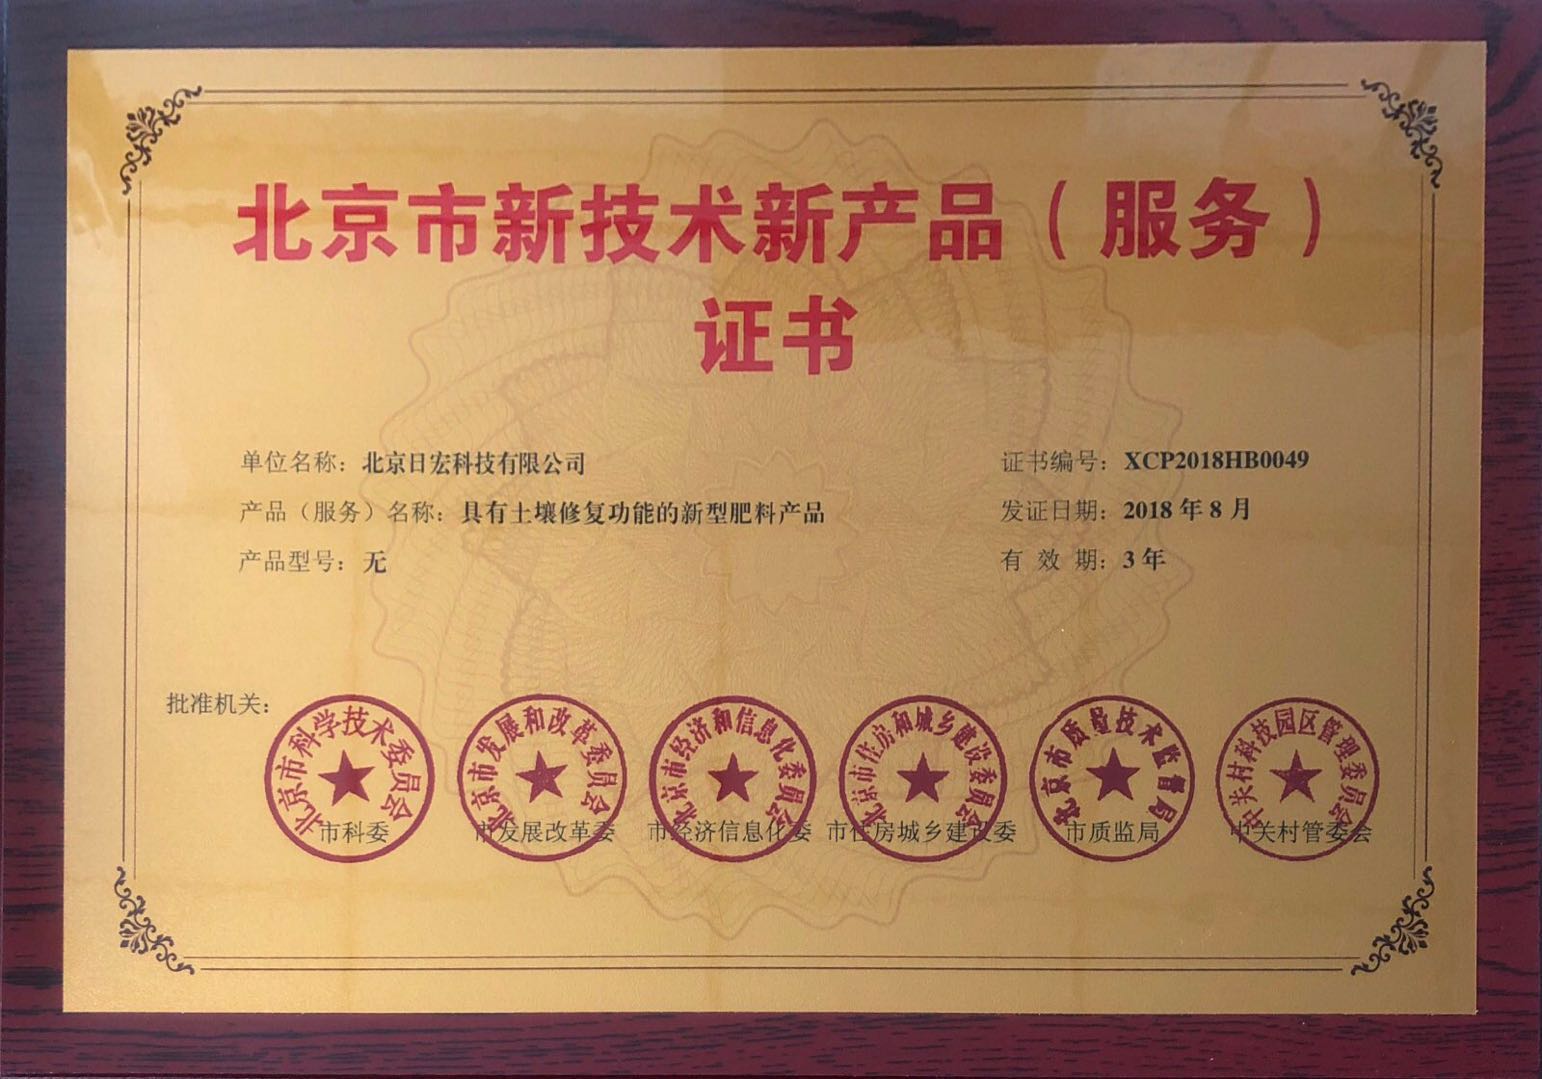 北京市新技术新产品（服务）
证书
单位名称：北京日宏科技有限公司
证书编号：XCP2018HB0049
产品（服务）名称：具有土壤修复功能的新型肥料产品
发证日期：2018年8月
产品型号：无
有效期：3年
批准机关：
北京市科学技术委员会
北京市发展和改革委员会
北京市经济和信息化委员会
北京市住房和城乡建设委员会
北京市质量技术监督局
中关村科技园区管理委员会
市科委
市发展改革委
市经济信息化委
市住房城乡建设委
市质监局
中关村管委会